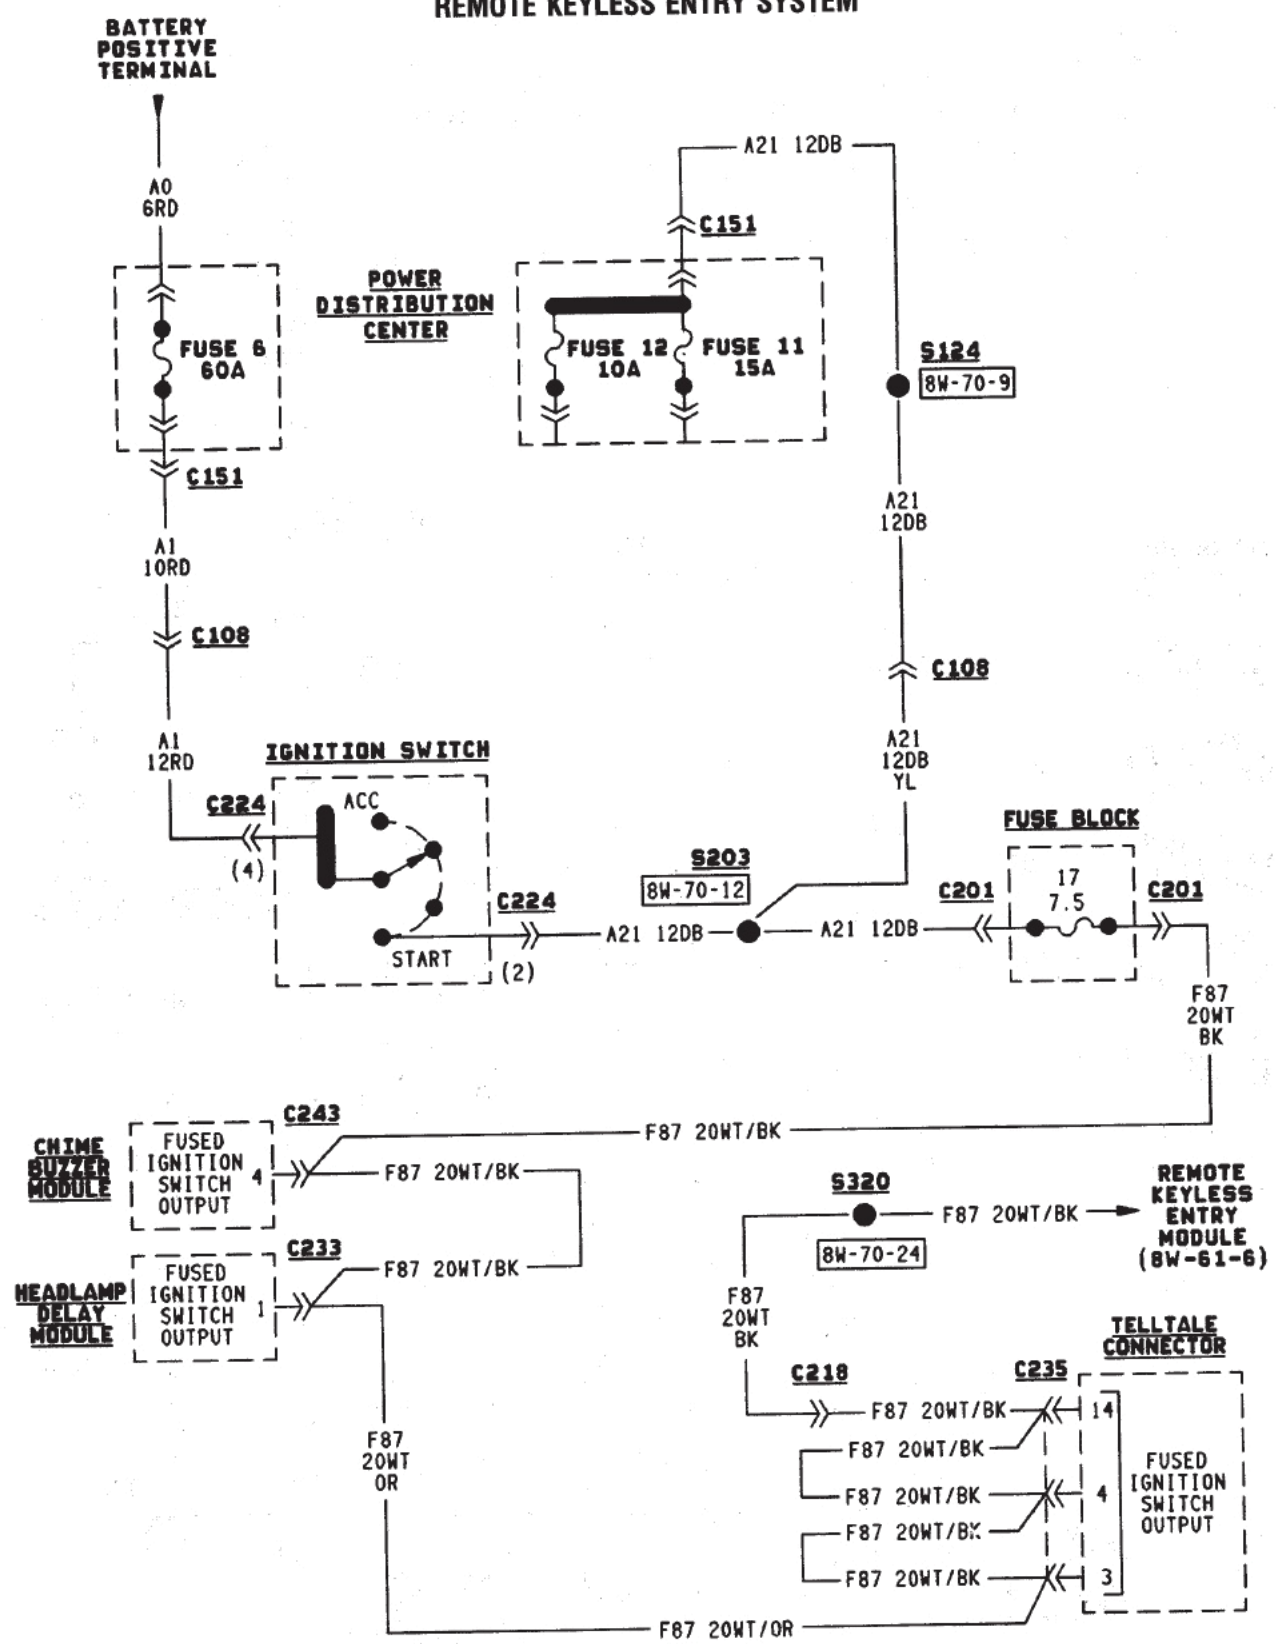 REMOTE KEYLESS ENTRY SYSTEM
BATTERY
POSITIVE
TERMINAL
A0
6RD
A21 12DB
C151
POWER
DISTRIBUTION
CENTER
FUSE 6
60A
FUSE 12
10A
FUSE 11
15A
S124
8W-70-9
C151
A21
12DB
A1
10RD
C108
C108
A1
12RD
A21
12DB
YL
IGNITION SWITCH
C224
ACC
(4)
START
C224
(2)
S203
8W-70-12
A21 12DB
A21 12DB
FUSE BLOCK
C201
17
7.5
C201
F87
20WT
BK
C243
CHIME
BUZZER
MODULE
FUSED
IGNITION
SWITCH
OUTPUT
4
F87 20WT/BK
F87 20WT/BK
C233
HEADLAMP
DELAY
MODULE
FUSED
IGNITION
SWITCH
OUTPUT
1
F87 20WT/BK
S320
8W-70-24
F87 20WT/BK
REMOTE
KEYLESS
ENTRY
MODULE
(8W-61-6)
F87
20WT
BK
TELLTALE
CONNECTOR
C218
C235
F87 20WT/BK
14
F87 20WT/BK
F87 20WT/BK
4
F87 20WT/BK
F87 20WT/BK
3
FUSED
IGNITION
SWITCH
OUTPUT
F87
20WT
OR
F87 20WT/OR